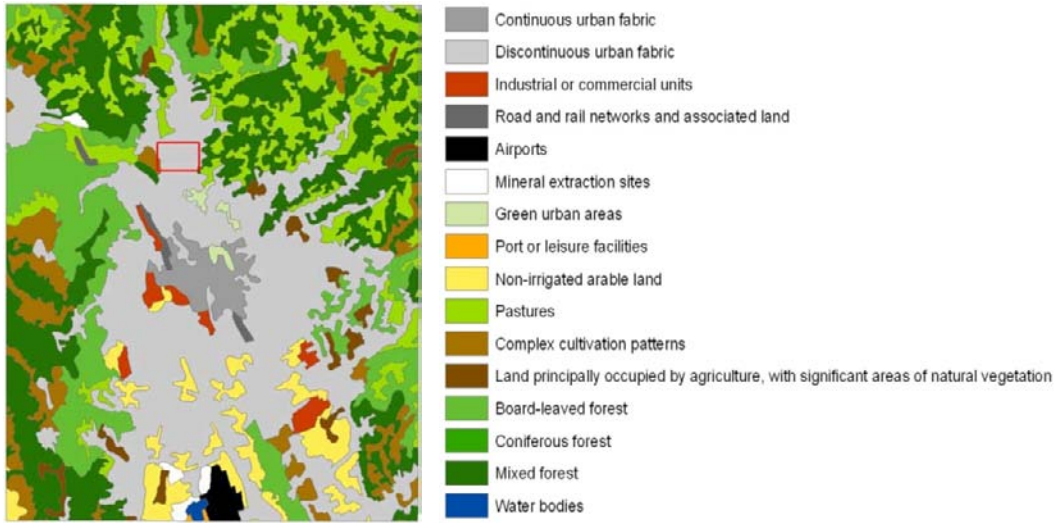 Continuous urban fabric
Discontinuous urban fabric
Industrial or commercial units
Road and rail networks and associated land
Airports
Mineral extraction sites
Green urban areas
Port or leisure facilities
Non-irrigated arable land
Pastures
Complex cultivation patterns
Land principally occupied by agriculture, with significant areas of natural vegetation
Board-leaved forest
Coniferous forest
Mixed forest
Water bodies